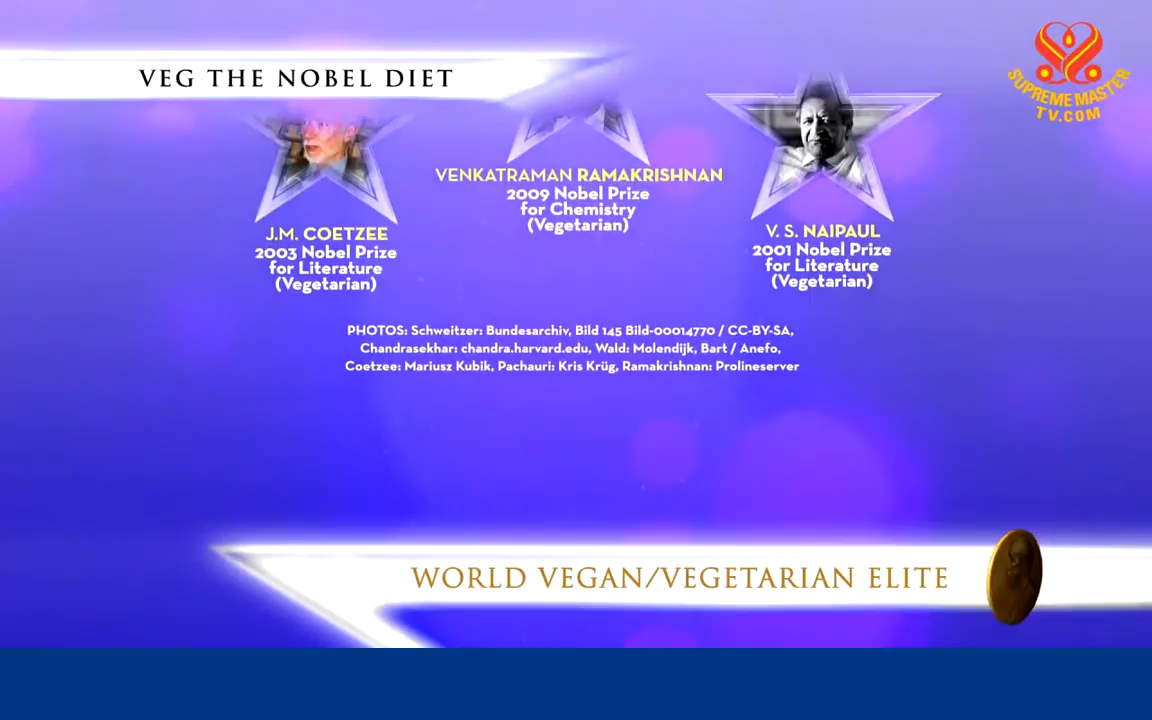 VEG THE NOBEL DIET
SUPREME MASTER
TV.COM
J.M. COETZEE
2003 Nobel Prize
for Literature
(Vegetarian)
VENKATRAMAN RAMAKRISHNAN
2009 Nobel Prize
for Chemistry
(Vegetarian)
V. S. NAIPAUL
2001 Nobel Prize
for Literature
(Vegetarian)
PHOTOS: Schweitzer: Bundesarchiv, Bild 145 Bild-00014770 / CC-BY-SA,
Chandrasekhar: chandra.harvard.edu, Wald: Molendijk, Bart / Anefo,
Coetzee: Mariusz Kubik, Pachauri: Kris Krüg, Ramakrishnan: Prolineserver
WORLD VEGAN/VEGETARIAN ELITE